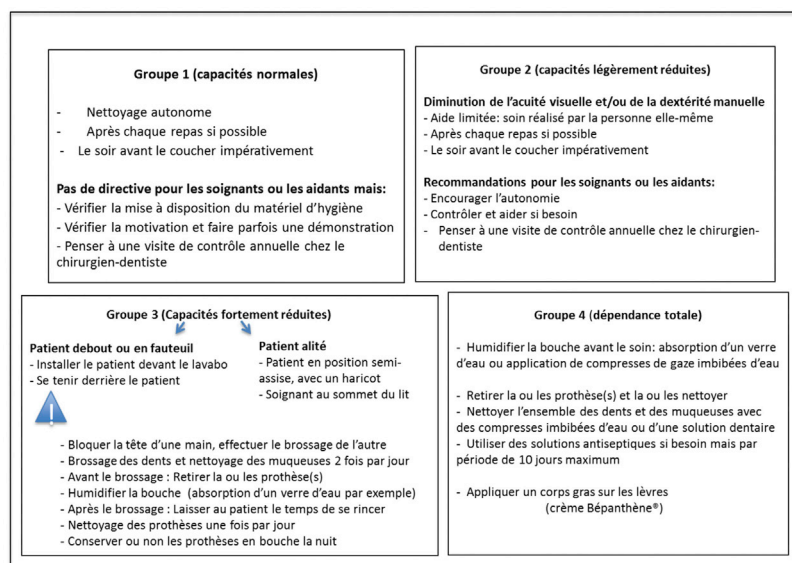 Groupe 1 (capacités normales)
- Nettoyage autonome
- Après chaque repas si possible
- Le soir avant le coucher impérativement
Pas de directive pour les soignants ou les aidants mais:
- Vérifier la mise à disposition du matériel d’hygiène
- Vérifier la motivation et faire parfois une démonstration
- Penser à une visite de contrôle annuelle chez le
chirurgien-dentiste
Groupe 2 (capacités légèrement réduites)
Diminution de l’acuité visuelle et/ou de la dextérité manuelle
- Aide limitée: soin réalisé par la personne elle-même
- Après chaque repas si possible
- Le soir avant le coucher impérativement
Recommandations pour les soignants ou les aidants:
- Encourager l’autonomie
- Contrôler et aider si besoin
- Penser à une visite de contrôle annuelle chez le chirurgien-
dentiste
Groupe 3 (Capacités fortement réduites)
Patient debout ou en fauteuil
- Installer le patient devant le lavabo
- Se tenir derrière le patient
Patient alité
- Patient en position semi-
assise, avec un haricot
- Soignant au sommet du lit
!
- Bloquer la tête d’une main, effectuer le brossage de l’autre
- Brossage des dents et nettoyage des muqueuses 2 fois par jour
- Avant le brossage : Retirer la ou les prothèse(s)
- Humidifier la bouche (absorption d’un verre d’eau par exemple)
- Après le brossage : Laisser au patient le temps de se rincer
- Nettoyage des prothèses une fois par jour
- Conserver ou non les prothèses en bouche la nuit
Groupe 4 (dépendance totale)
- Humidifier la bouche avant le soin: absorption d’un verre
d’eau ou application de compresses de gaze imbibées d’eau
- Retirer la ou les prothèse(s) et la ou les nettoyer
- Nettoyer l’ensemble des dents et des muqueuses avec
des compresses imbibées d’eau ou d’une solution dentaire
- Utiliser des solutions antiseptiques si besoin mais par
période de 10 jours maximum
- Appliquer un corps gras sur les lèvres
(crème Bépanthène®)